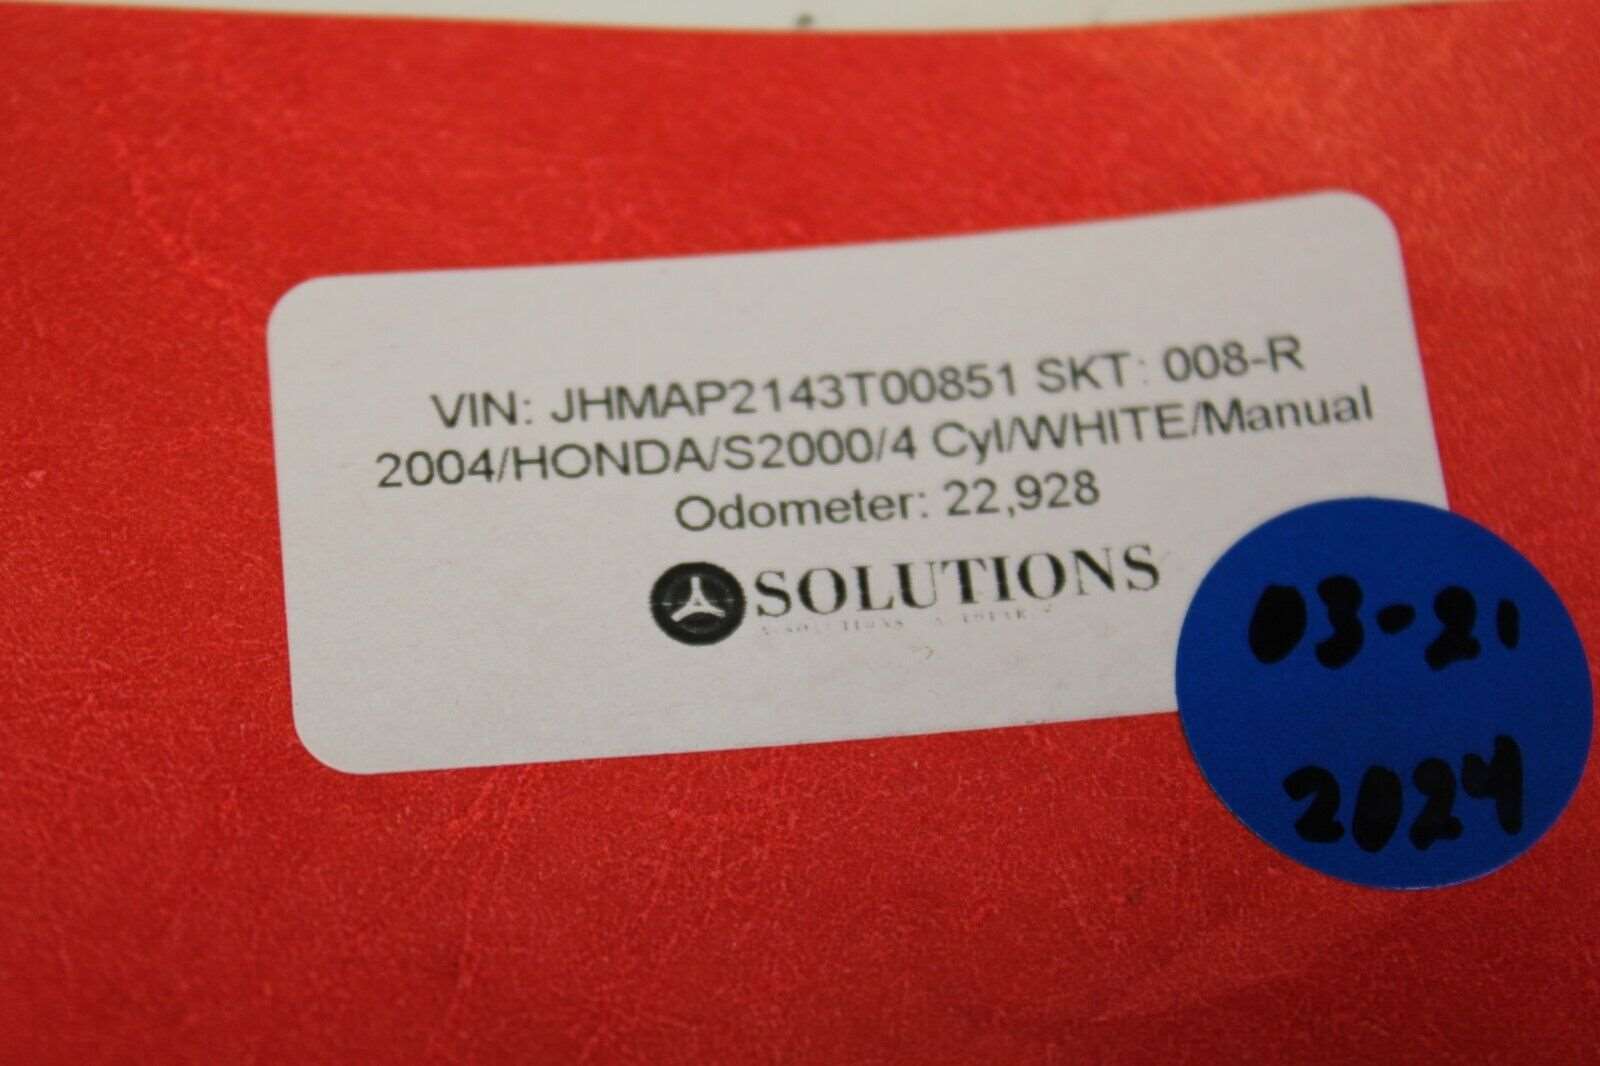 VIN: JHMAP2143T00851 SKT: 008-R
2004/HONDA/S2000/4 Cyl/WHITE/Manual
Odometer: 22,928
SOLUTIONS
03-21
2024